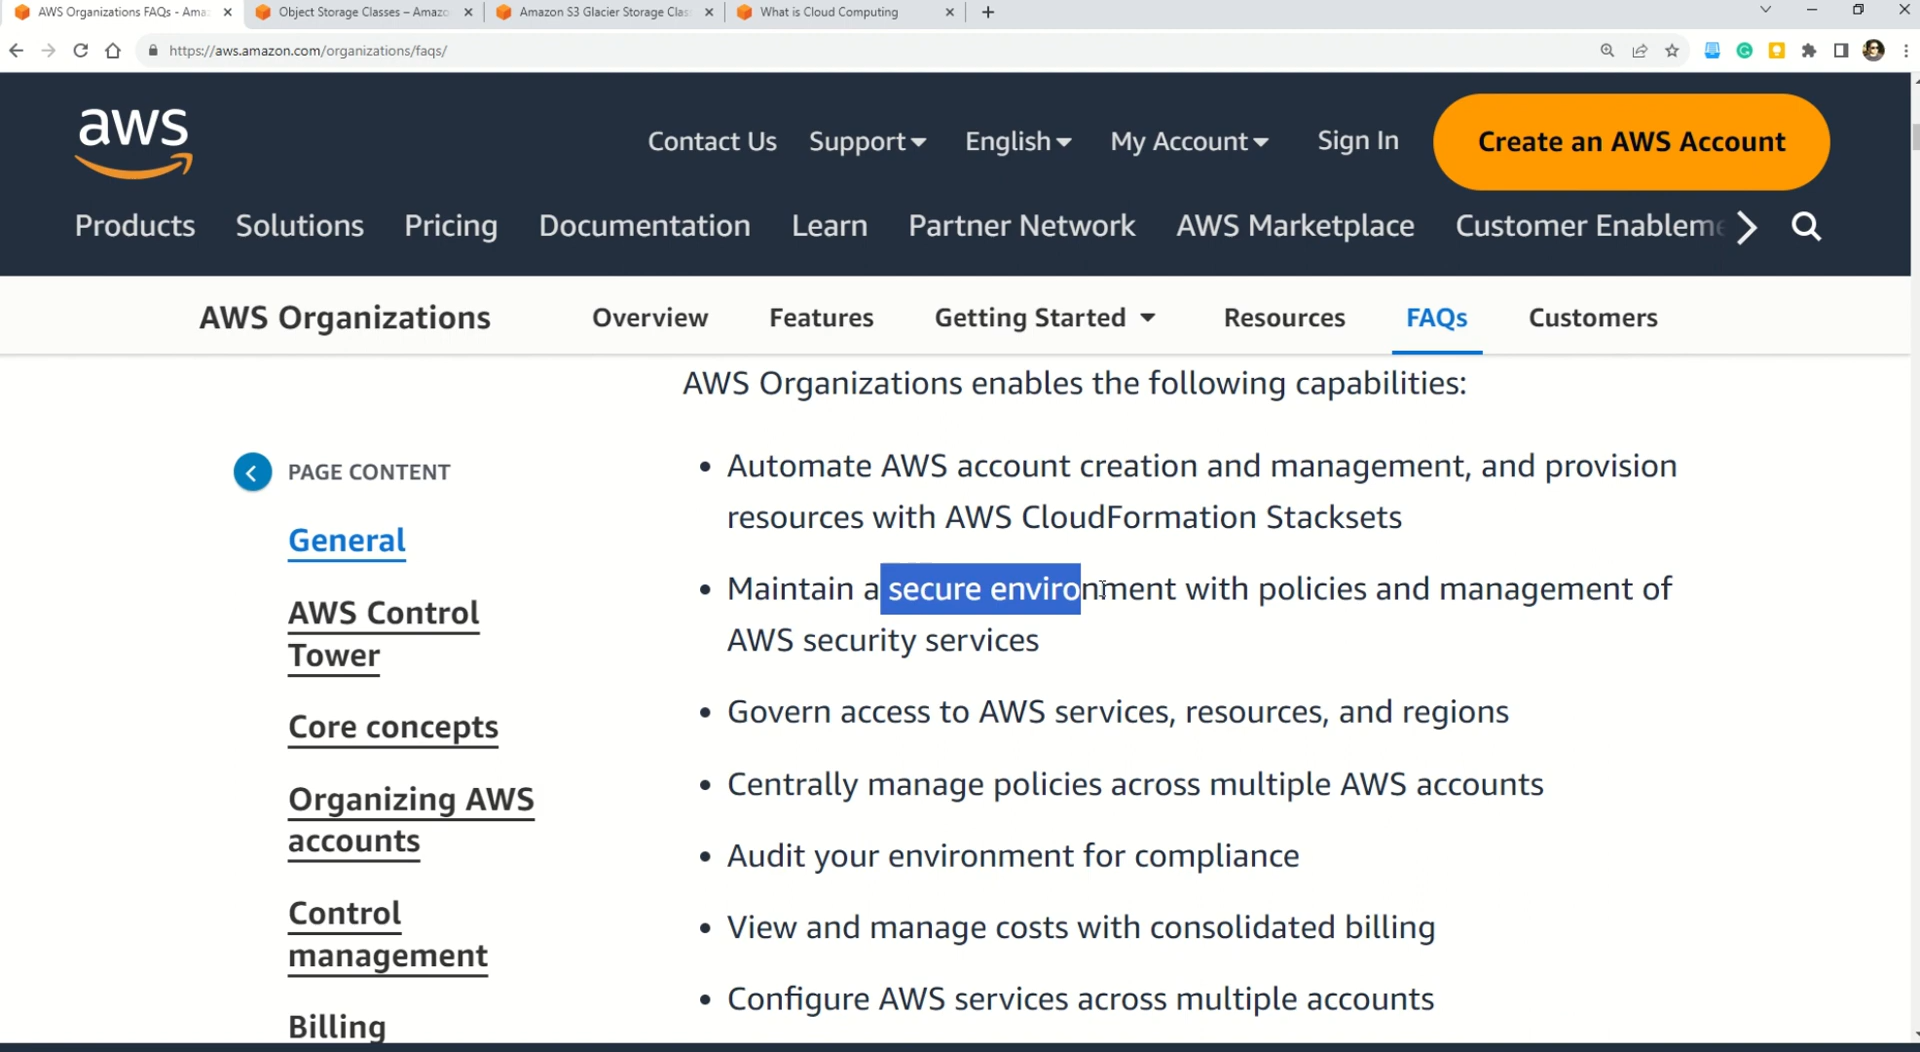 AWS Organizations FAQs - Ama
Object Storage Classes – Amazo
Amazon S3 Glacier Storage Clas
What is Cloud Computing
https://aws.amazon.com/organizations/faqs/
aws
Contact Us Support English My Account Sign In Create an AWS Account
Products Solutions Pricing Documentation Learn Partner Network AWS Marketplace Customer Enableme
AWS Organizations Overview Features Getting Started Resources FAQs Customers
PAGE CONTENT
General
AWS Control
Tower
Core concepts
Organizing AWS
accounts
Control
management
Billing
AWS Organizations enables the following capabilities:
• Automate AWS account creation and management, and provision
resources with AWS CloudFormation Stacksets
• Maintain a secure environment with policies and management of
AWS security services
• Govern access to AWS services, resources, and regions
• Centrally manage policies across multiple AWS accounts
• Audit your environment for compliance
• View and manage costs with consolidated billing
• Configure AWS services across multiple accounts